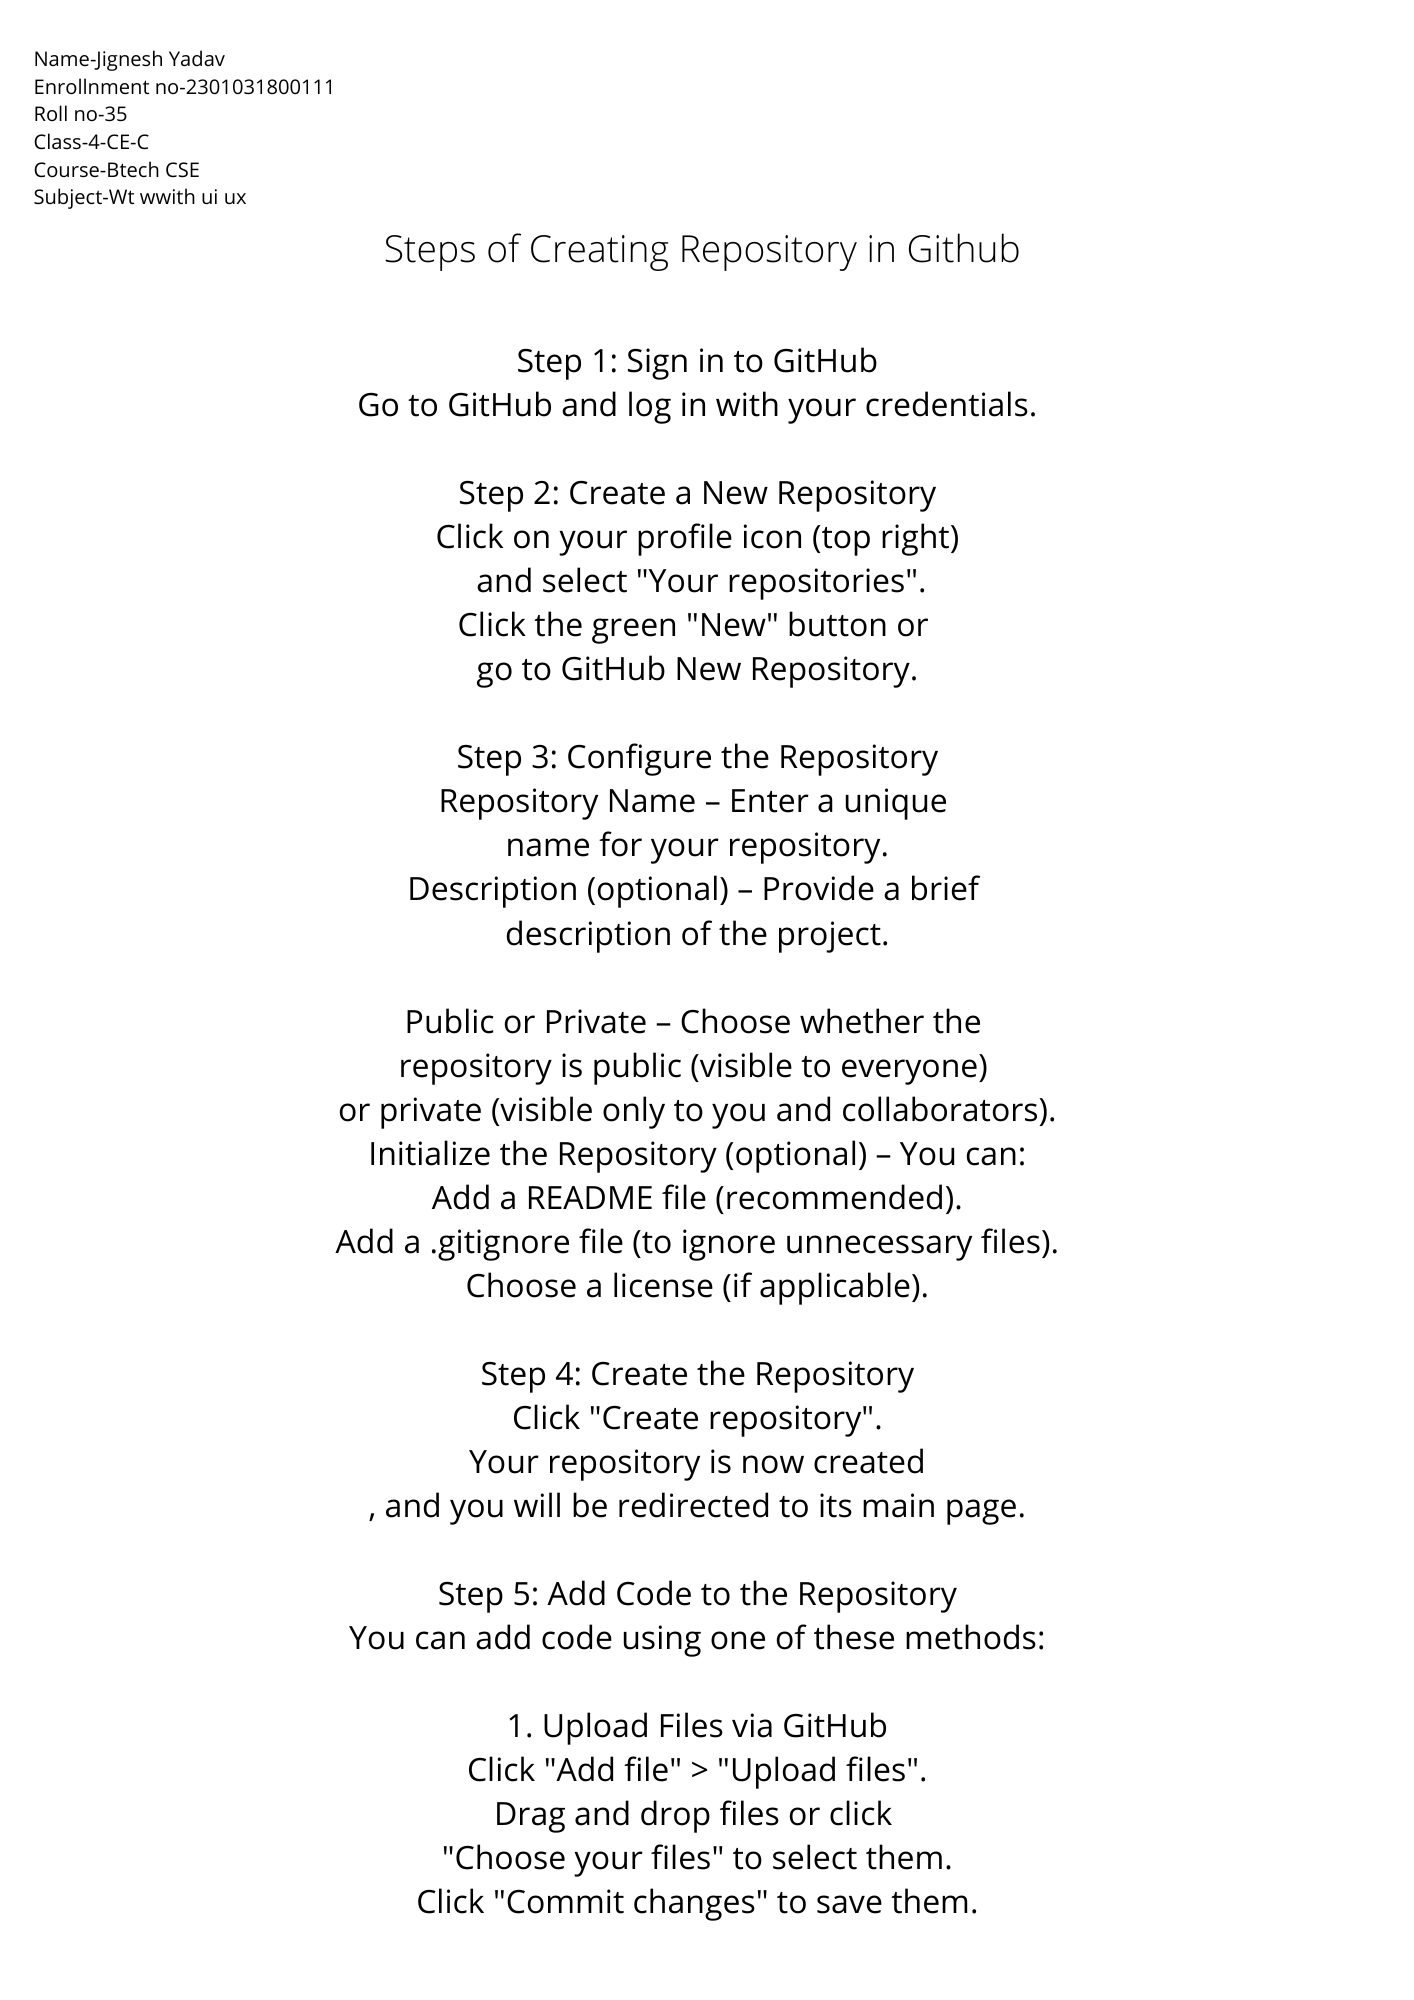 Name-Jignesh Yadav
Enrollnment no-2301031800111
Roll no-35
Class-4-CE-C
Course-Btech CSE
Subject-Wt wwith ui ux
Steps of Creating Repository in Github
Step 1: Sign in to GitHub
Go to GitHub and log in with your credentials.
Step 2: Create a New Repository
Click on your profile icon (top right)
and select "Your repositories".
Click the green "New" button or
go to GitHub New Repository.
Step 3: Configure the Repository
Repository Name – Enter a unique
name for your repository.
Description (optional) – Provide a brief
description of the project.
Public or Private – Choose whether the
repository is public (visible to everyone)
or private (visible only to you and collaborators).
Initialize the Repository (optional) – You can:
Add a README file (recommended).
Add a .gitignore file (to ignore unnecessary files).
Choose a license (if applicable).
Step 4: Create the Repository
Click "Create repository".
Your repository is now created
, and you will be redirected to its main page.
Step 5: Add Code to the Repository
You can add code using one of these methods:
1. Upload Files via GitHub
Click "Add file" > "Upload files".
Drag and drop files or click
"Choose your files" to select them.
Click "Commit changes" to save them.